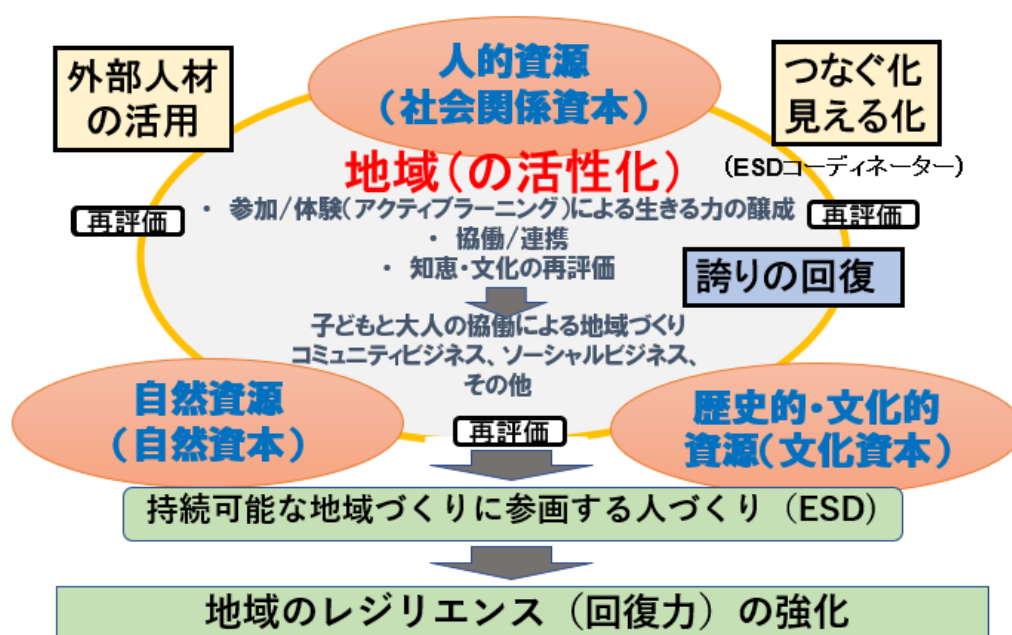 外部人材
の活用
人的資源
（社会関係資本）
つなぐ化
見える化
（ESDコーディネーター）
地域（の活性化）
再評価
・ 参加/体験（アクティブラーニング）による生きる力の醸成
再評価
・ 協働/連携
・ 知恵・文化の再評価
誇りの回復
子どもと大人の協働による地域づくり
コミュニティビジネス、ソーシャルビジネス、
その他
自然資源
（自然資本）
再評価
歴史的・文化的
資源（文化資本）
持続可能な地域づくりに参画する人づくり（ESD）
地域のレジリエンス（回復力）の強化